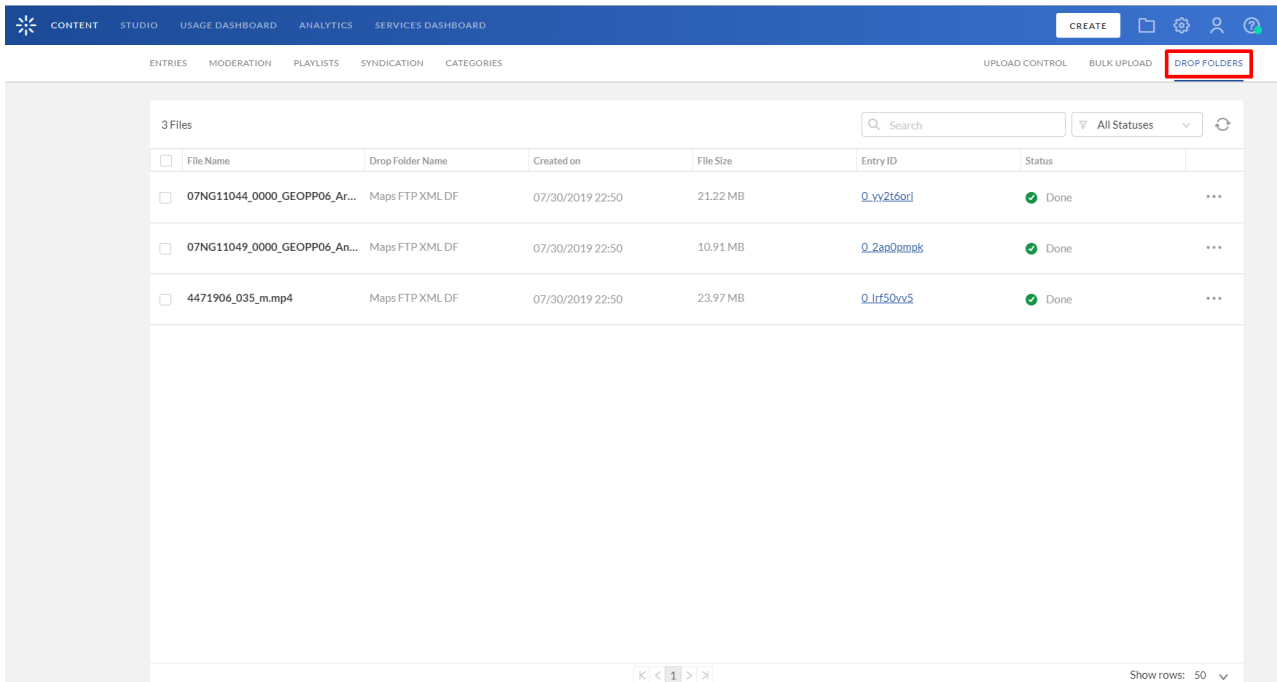 CONTENT STUDIO USAGE DASHBOARD ANALYTICS SERVICES DASHBOARD CREATE
ENTRIES MODERATION PLAYLISTS SYNDICATION CATEGORIES UPLOAD CONTROL BULK UPLOAD DROP FOLDERS
3 Files Search All Statuses
File Name Drop Folder Name Created on File Size Entry ID Status
07NG11044_0000_GEOPP06_Ar... Maps FTP XML DF 07/30/2019 22:50 21.22 MB 0_yy2t6ori Done
07NG11049_0000_GEOPP06_An... Maps FTP XML DF 07/30/2019 22:50 10.91 MB 0_2ap0pmpk Done
4471906_035_m.mp4 Maps FTP XML DF 07/30/2019 22:50 23.97 MB 0_lrf50vv5 Done
1 Show rows: 50